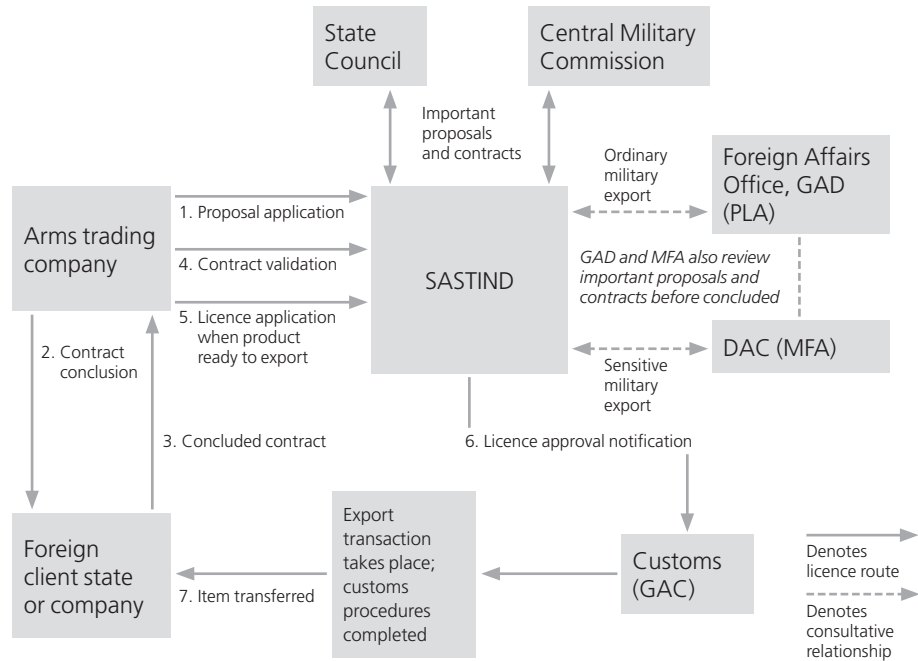 State
Council
Central Military
Commission
Important
proposals
and contracts
Ordinary
military
export
Foreign Affairs
Office, GAD
(PLA)
Arms trading
company
1. Proposal application
4. Contract validation
5. Licence application
when product
ready to export
SASTIND
GAD and MFA also review
important proposals and
contracts before concluded
DAC (MFA)
Sensitive
military
export
2. Contract
conclusion
3. Concluded contract
6. Licence approval notification
Foreign
client state
or company
7. Item transferred
Export
transaction
takes place;
customs
procedures
completed
Customs
(GAC)
Denotes
licence route
Denotes
consultative
relationship